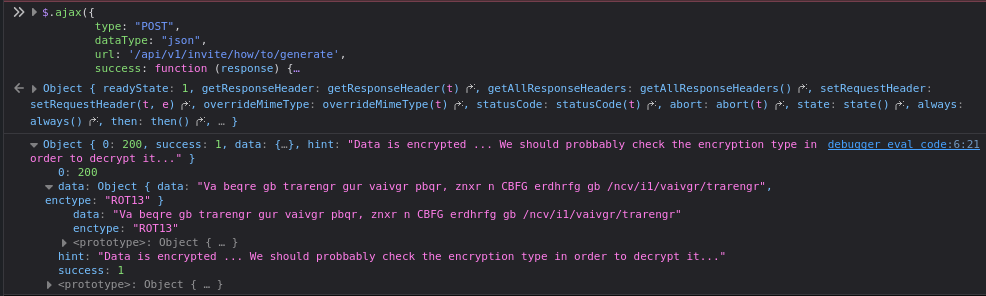 $.ajax({
type: "POST",
dataType: "json",
url: '/api/v1/invite/how/to/generate',
success: function (response) {…
Object { readyState: 1, getResponseHeader: getResponseHeader(t), getAllResponseHeaders: getAllResponseHeaders(), setRequestHeader:
setRequestHeader(t, e), overrideMimeType: overrideMimeType(t), statusCode: statusCode(t), abort: abort(t), state: state(), always:
always(), then: then(), … }
Object { 0: 200, success: 1, data: {…}, hint: "Data is encrypted ... We should probbably check the encryption type in debugger eval code:6:21
order to decrypt it..." }
0: 200
data: Object { data: "Va beqre gb trarengr gur vaivgr pbqr, znxr n CBFG erdhrfg gb /ncv/i1/vaivgr/trarengr",
enctype: "ROT13" }
data: "Va beqre gb trarengr gur vaivgr pbqr, znxr n CBFG erdhrfg gb /ncv/i1/vaivgr/trarengr"
enctype: "ROT13"
<prototype>: Object { … }
hint: "Data is encrypted ... We should probbably check the encryption type in order to decrypt it..."
success: 1
<prototype>: Object { … }